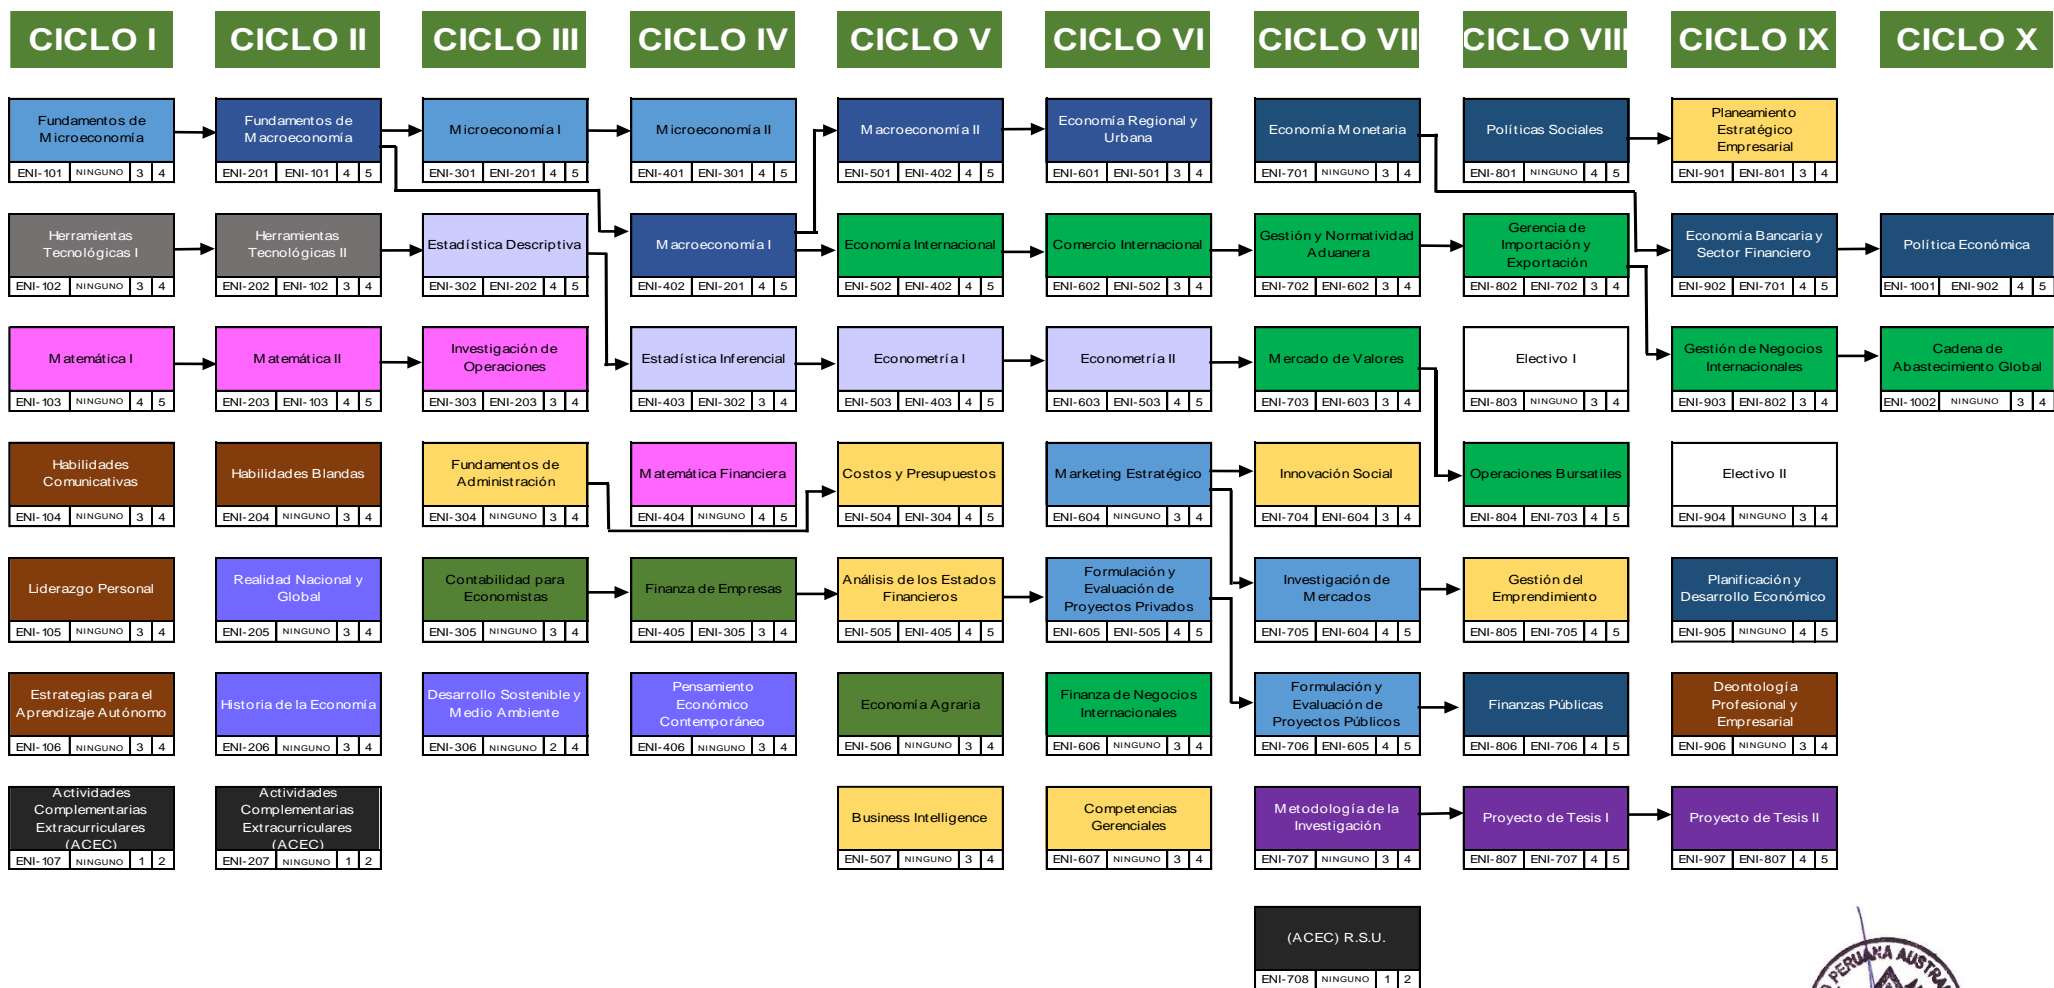 CICLO I
CICLO II
CICLO III
CICLO IV
CICLO V
CICLO VI
CICLO VII
CICLO VIII
CICLO IX
CICLO X
Fundamentos de
Microeconomía
ENI-101 NINGUNO 3 4
Fundamentos de
Macroeconomía
ENI-201 ENI-101 4 5
Microeconomía I
ENI-301 ENI-201 4 5
Microeconomía II
ENI-401 ENI-301 4 5
Macroeconomía II
ENI-501 ENI-402 4 5
Economía Regional y
Urbana
ENI-601 ENI-501 3 4
Economía Monetaria
ENI-701 NINGUNO 3 4
Políticas Sociales
ENI-801 NINGUNO 4 5
Planeamiento
Estratégico
Empresarial
ENI-901 ENI-801 3 4
Herramientas
Tecnológicas I
ENI-102 NINGUNO 3 4
Herramientas
Tecnológicas II
ENI-202 ENI-102 3 4
Estadística Descriptiva
ENI-302 ENI-202 4 5
Macroeconomía I
ENI-402 ENI-201 4 5
Economía Internacional
ENI-502 ENI-402 4 5
Comercio Internacional
ENI-602 ENI-502 3 4
Gestión y Normatividad
Aduanera
ENI-702 ENI-602 3 4
Gerencia de
Importación y
Exportación
ENI-802 ENI-702 3 4
Economía Bancaria y
Sector Financiero
ENI-902 ENI-701 4 5
Política Económica
ENI-1001 ENI-902 4 5
Matemática I
ENI-103 NINGUNO 4 5
Matemática II
ENI-203 ENI-103 4 5
Investigación de
Operaciones
ENI-303 ENI-203 3 4
Estadística Inferencial
ENI-403 ENI-302 3 4
Econometría I
ENI-503 ENI-403 4 5
Econometría II
ENI-603 ENI-503 4 5
Mercado de Valores
ENI-703 ENI-603 3 4
Electivo I
ENI-803 NINGUNO 3 4
Gestión de Negocios
Internacionales
ENI-903 ENI-802 3 4
Cadena de
Abastecimiento Global
ENI-1002 NINGUNO 3 4
Habilidades
Comunicativas
ENI-104 NINGUNO 3 4
Habilidades Blandas
ENI-204 NINGUNO 3 4
Fundamentos de
Administración
ENI-304 NINGUNO 3 4
Matemática Financiera
ENI-404 NINGUNO 4 5
Costos y Presupuestos
ENI-504 ENI-304 4 5
Marketing Estratégico
ENI-604 NINGUNO 3 4
Innovación Social
ENI-704 ENI-604 3 4
Operaciones Bursatiles
ENI-804 ENI-703 4 5
Electivo II
ENI-904 NINGUNO 3 4
Liderazgo Personal
ENI-105 NINGUNO 3 4
Realidad Nacional y
Global
ENI-205 NINGUNO 3 4
Contabilidad para
Economistas
ENI-305 NINGUNO 3 4
Finanza de Empresas
ENI-405 ENI-305 3 4
Análisis de los Estados
Financieros
ENI-505 ENI-405 4 5
Formulación y
Evaluación de
Proyectos Privados
ENI-605 ENI-505 4 5
Investigación de
Mercados
ENI-705 ENI-604 4 5
Gestión del
Emprendimiento
ENI-805 ENI-705 4 5
Planificación y
Desarrollo Económico
ENI-905 NINGUNO 4 5
Estrategias para el
Aprendizaje Autónomo
ENI-106 NINGUNO 3 4
Historia de la Economía
ENI-206 NINGUNO 3 4
Desarrollo Sostenible y
Medio Ambiente
ENI-306 NINGUNO 2 4
Pensamiento
Económico
Contemporáneo
ENI-406 NINGUNO 3 4
Economía Agraria
ENI-506 NINGUNO 3 4
Finanza de Negocios
Internacionales
ENI-606 NINGUNO 3 4
Formulación y
Evaluación de
Proyectos Públicos
ENI-706 ENI-605 4 5
Finanzas Públicas
ENI-806 ENI-706 4 5
Deontología
Profesional y
Empresarial
ENI-906 NINGUNO 3 4
Actividades
Complementarias
Extracurriculares
(ACEC)
ENI-107 NINGUNO 1 2
Actividades
Complementarias
Extracurriculares
(ACEC)
ENI-207 NINGUNO 1 2
Business Intelligence
ENI-507 NINGUNO 3 4
Competencias
Gerenciales
ENI-607 NINGUNO 3 4
Metodología de la
Investigación
ENI-707 NINGUNO 3 4
Proyecto de Tesis I
ENI-807 ENI-707 4 5
Proyecto de Tesis II
ENI-907 ENI-807 4 5
(ACEC) R.S.U.
ENI-708 NINGUNO 1 2
PERUANA